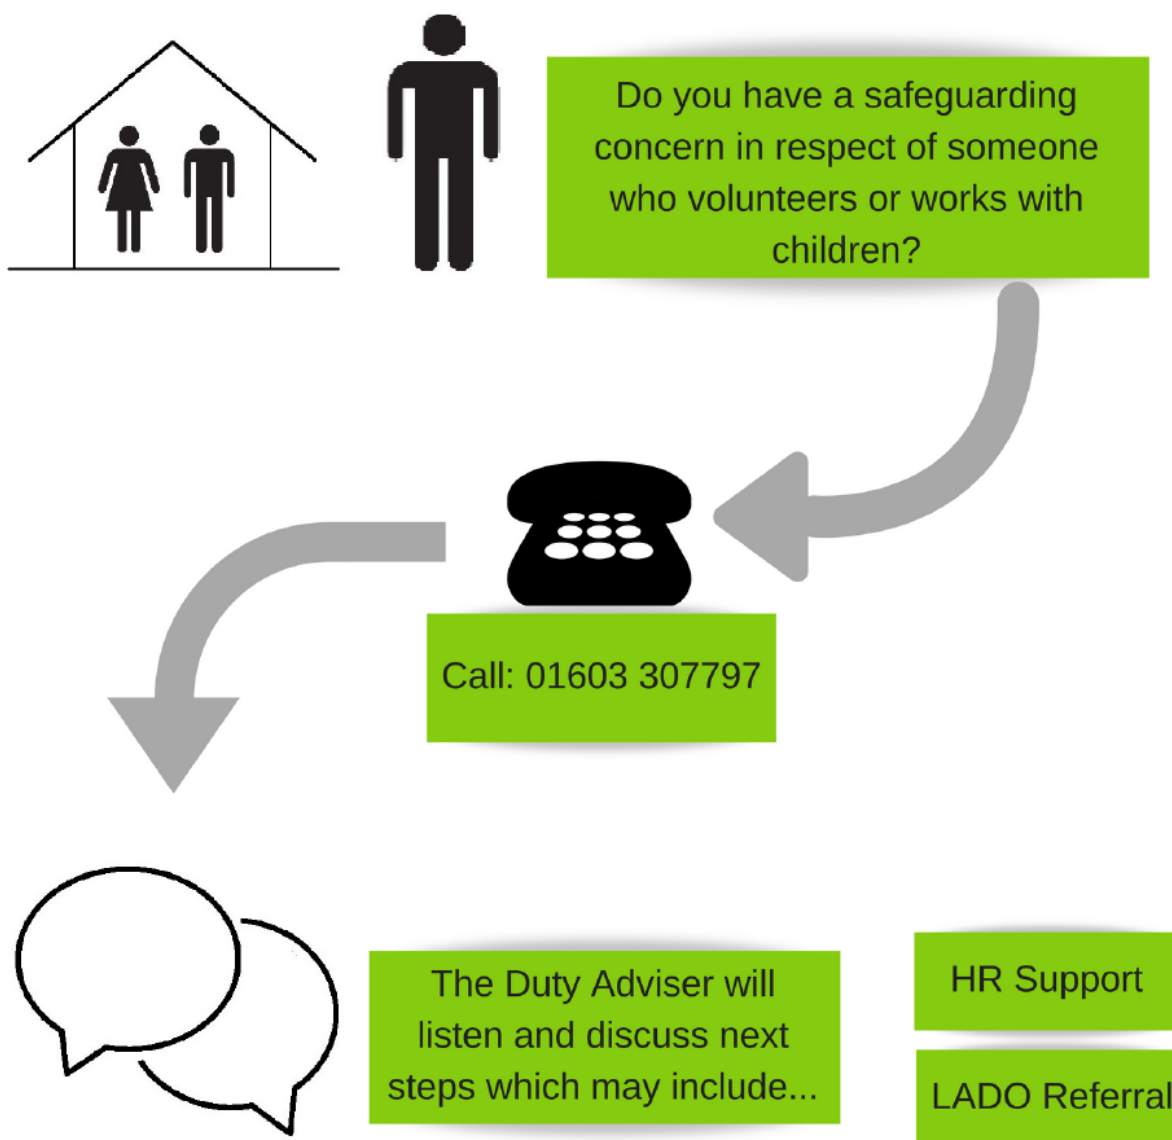 Do you have a safeguarding
concern in respect of someone
who volunteers or works with
children?
Call: 01603 307797
The Duty Adviser will
listen and discuss next
steps which may include...
HR Support
LADO Referral